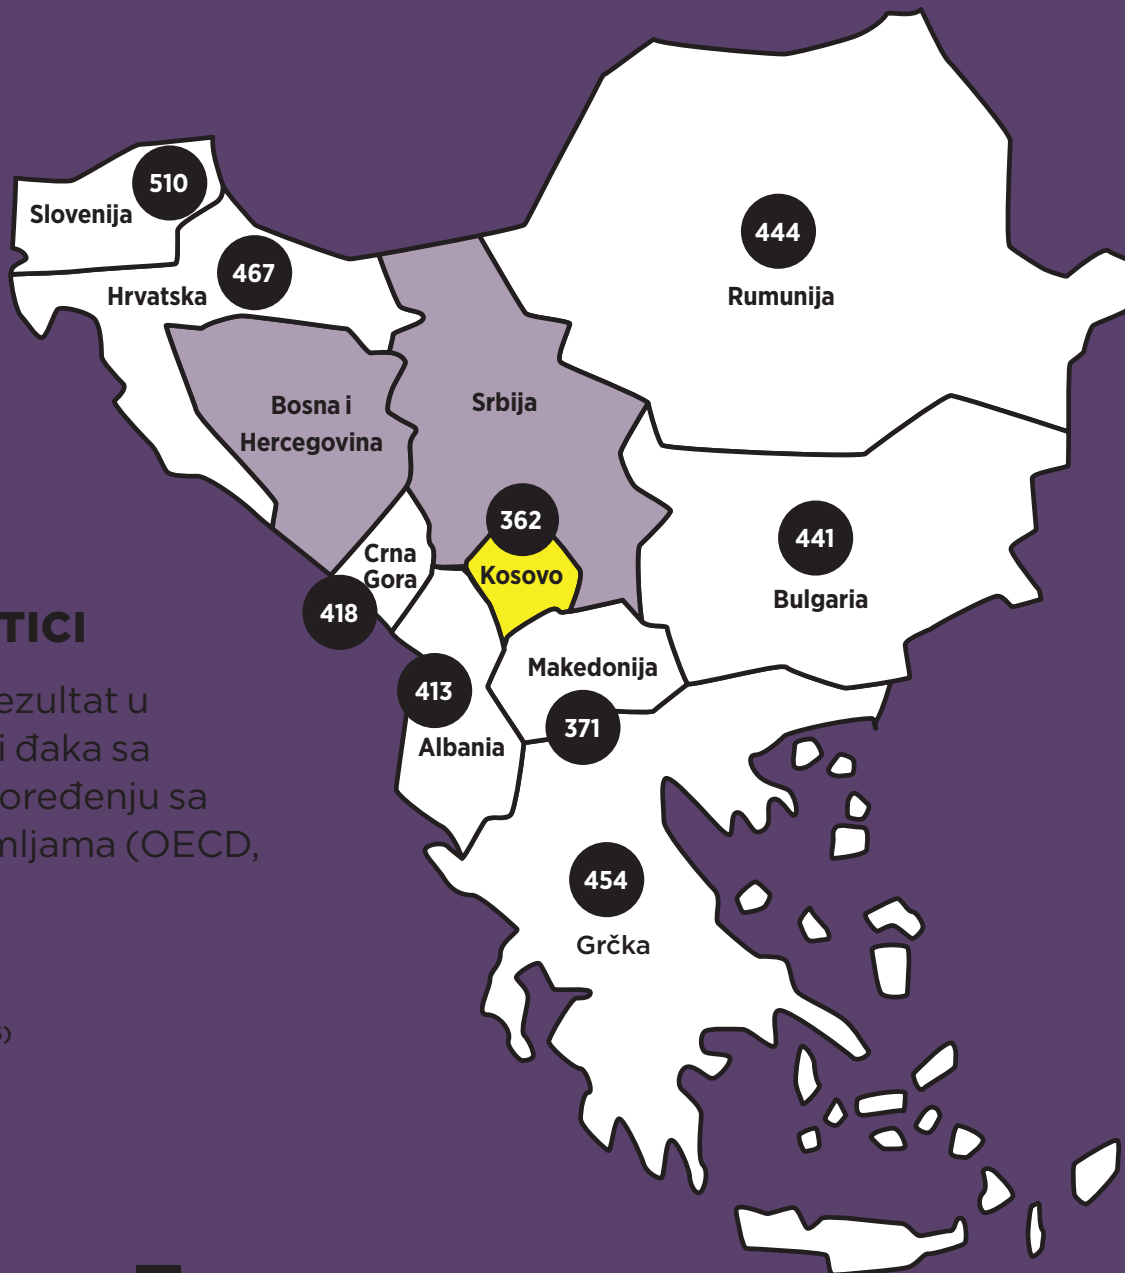 510
Slovenija
467
Hrvatska
444
Rumunija
Bosna i
Hercegovina
Srbija
362
Kosovo
441
Bulgaria
Crna
Gora
418
Makedonija
371
413
Albania
454
Grčka
TICI
ezultat u
i đaka sa
oređenju sa
mljama (OECD,